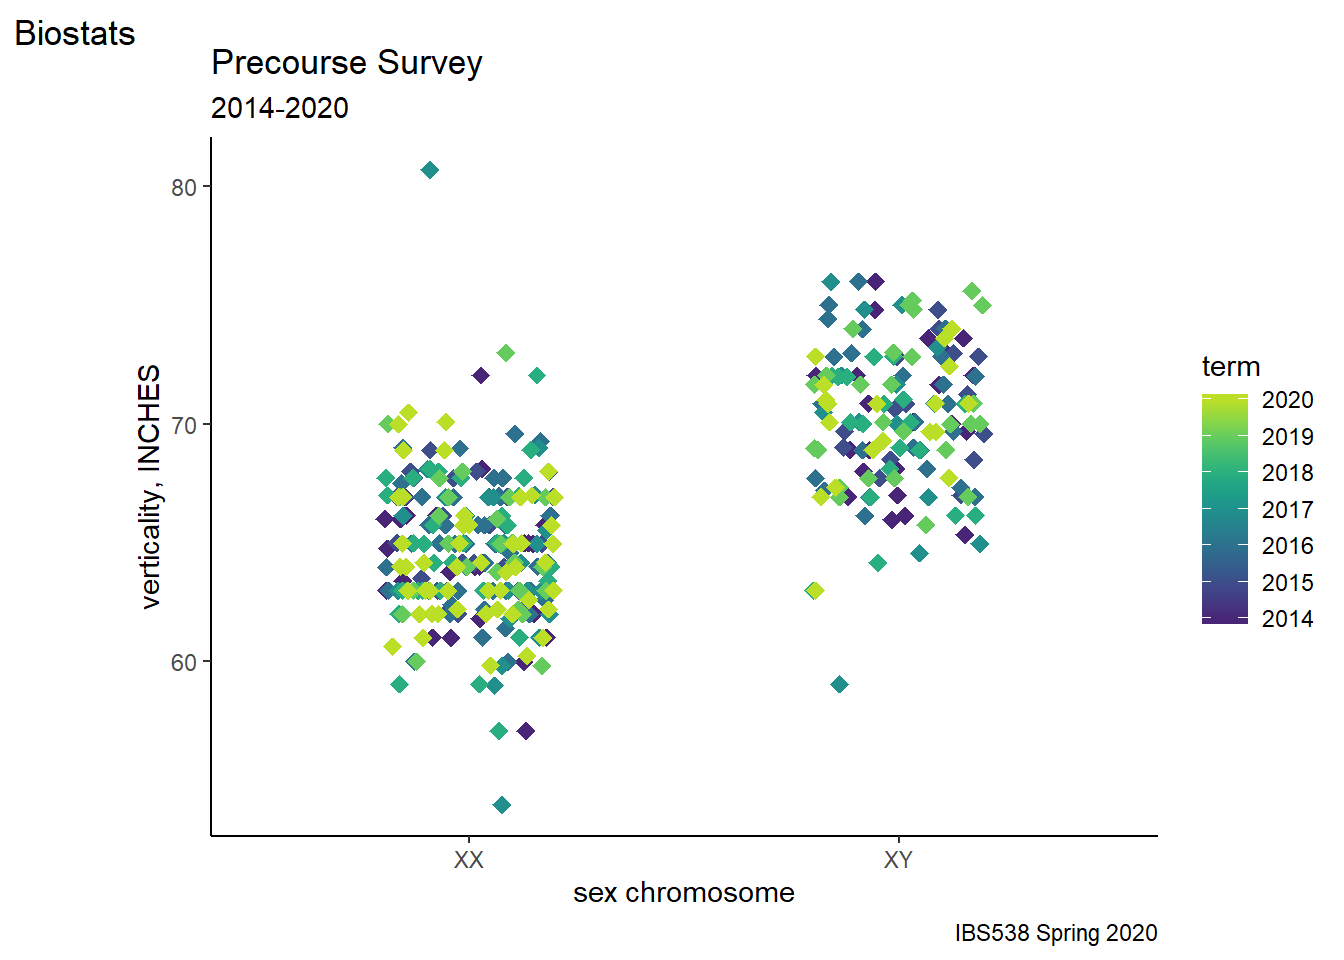 Biostats
Precourse Survey
2014-2020
verticality, INCHES
80
70
60
XX
XY
sex chromosome
term
2020
2019
2018
2017
2016
2015
2014
IBS538 Spring 2020